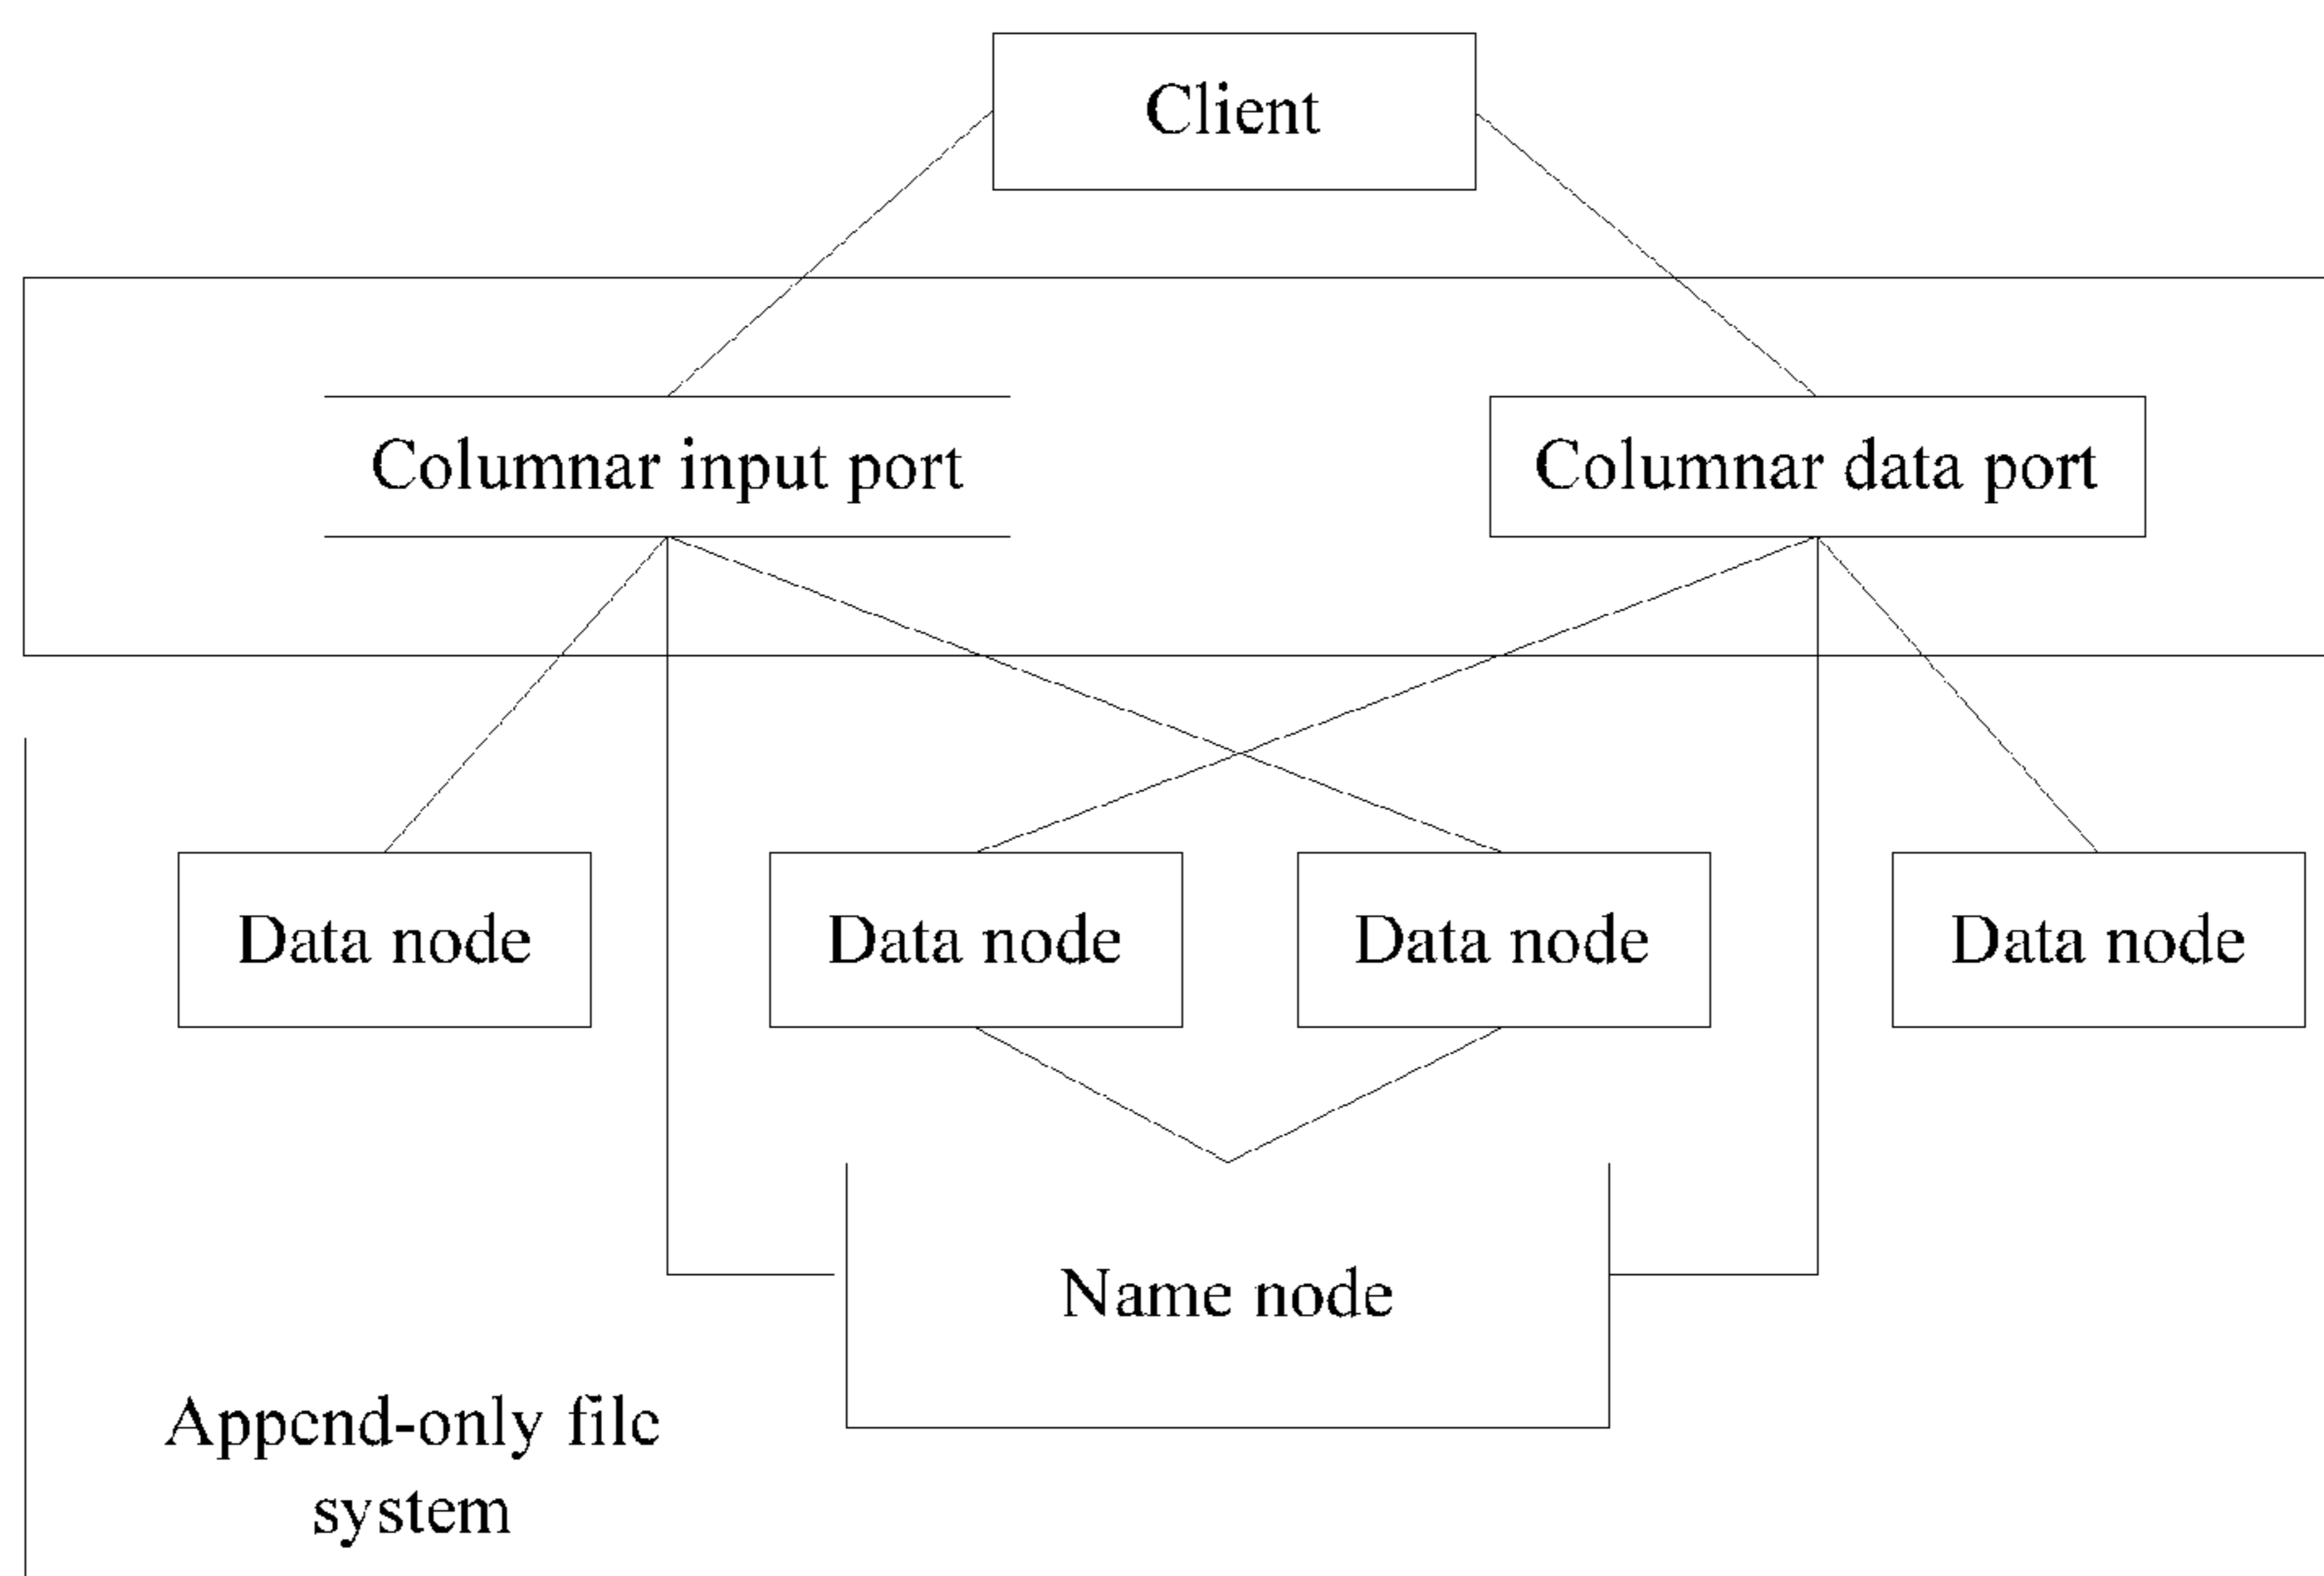 Client
Columnar input port
Columnar data port
Data node
Data node
Data node
Data node
Name node
Append-only file
system